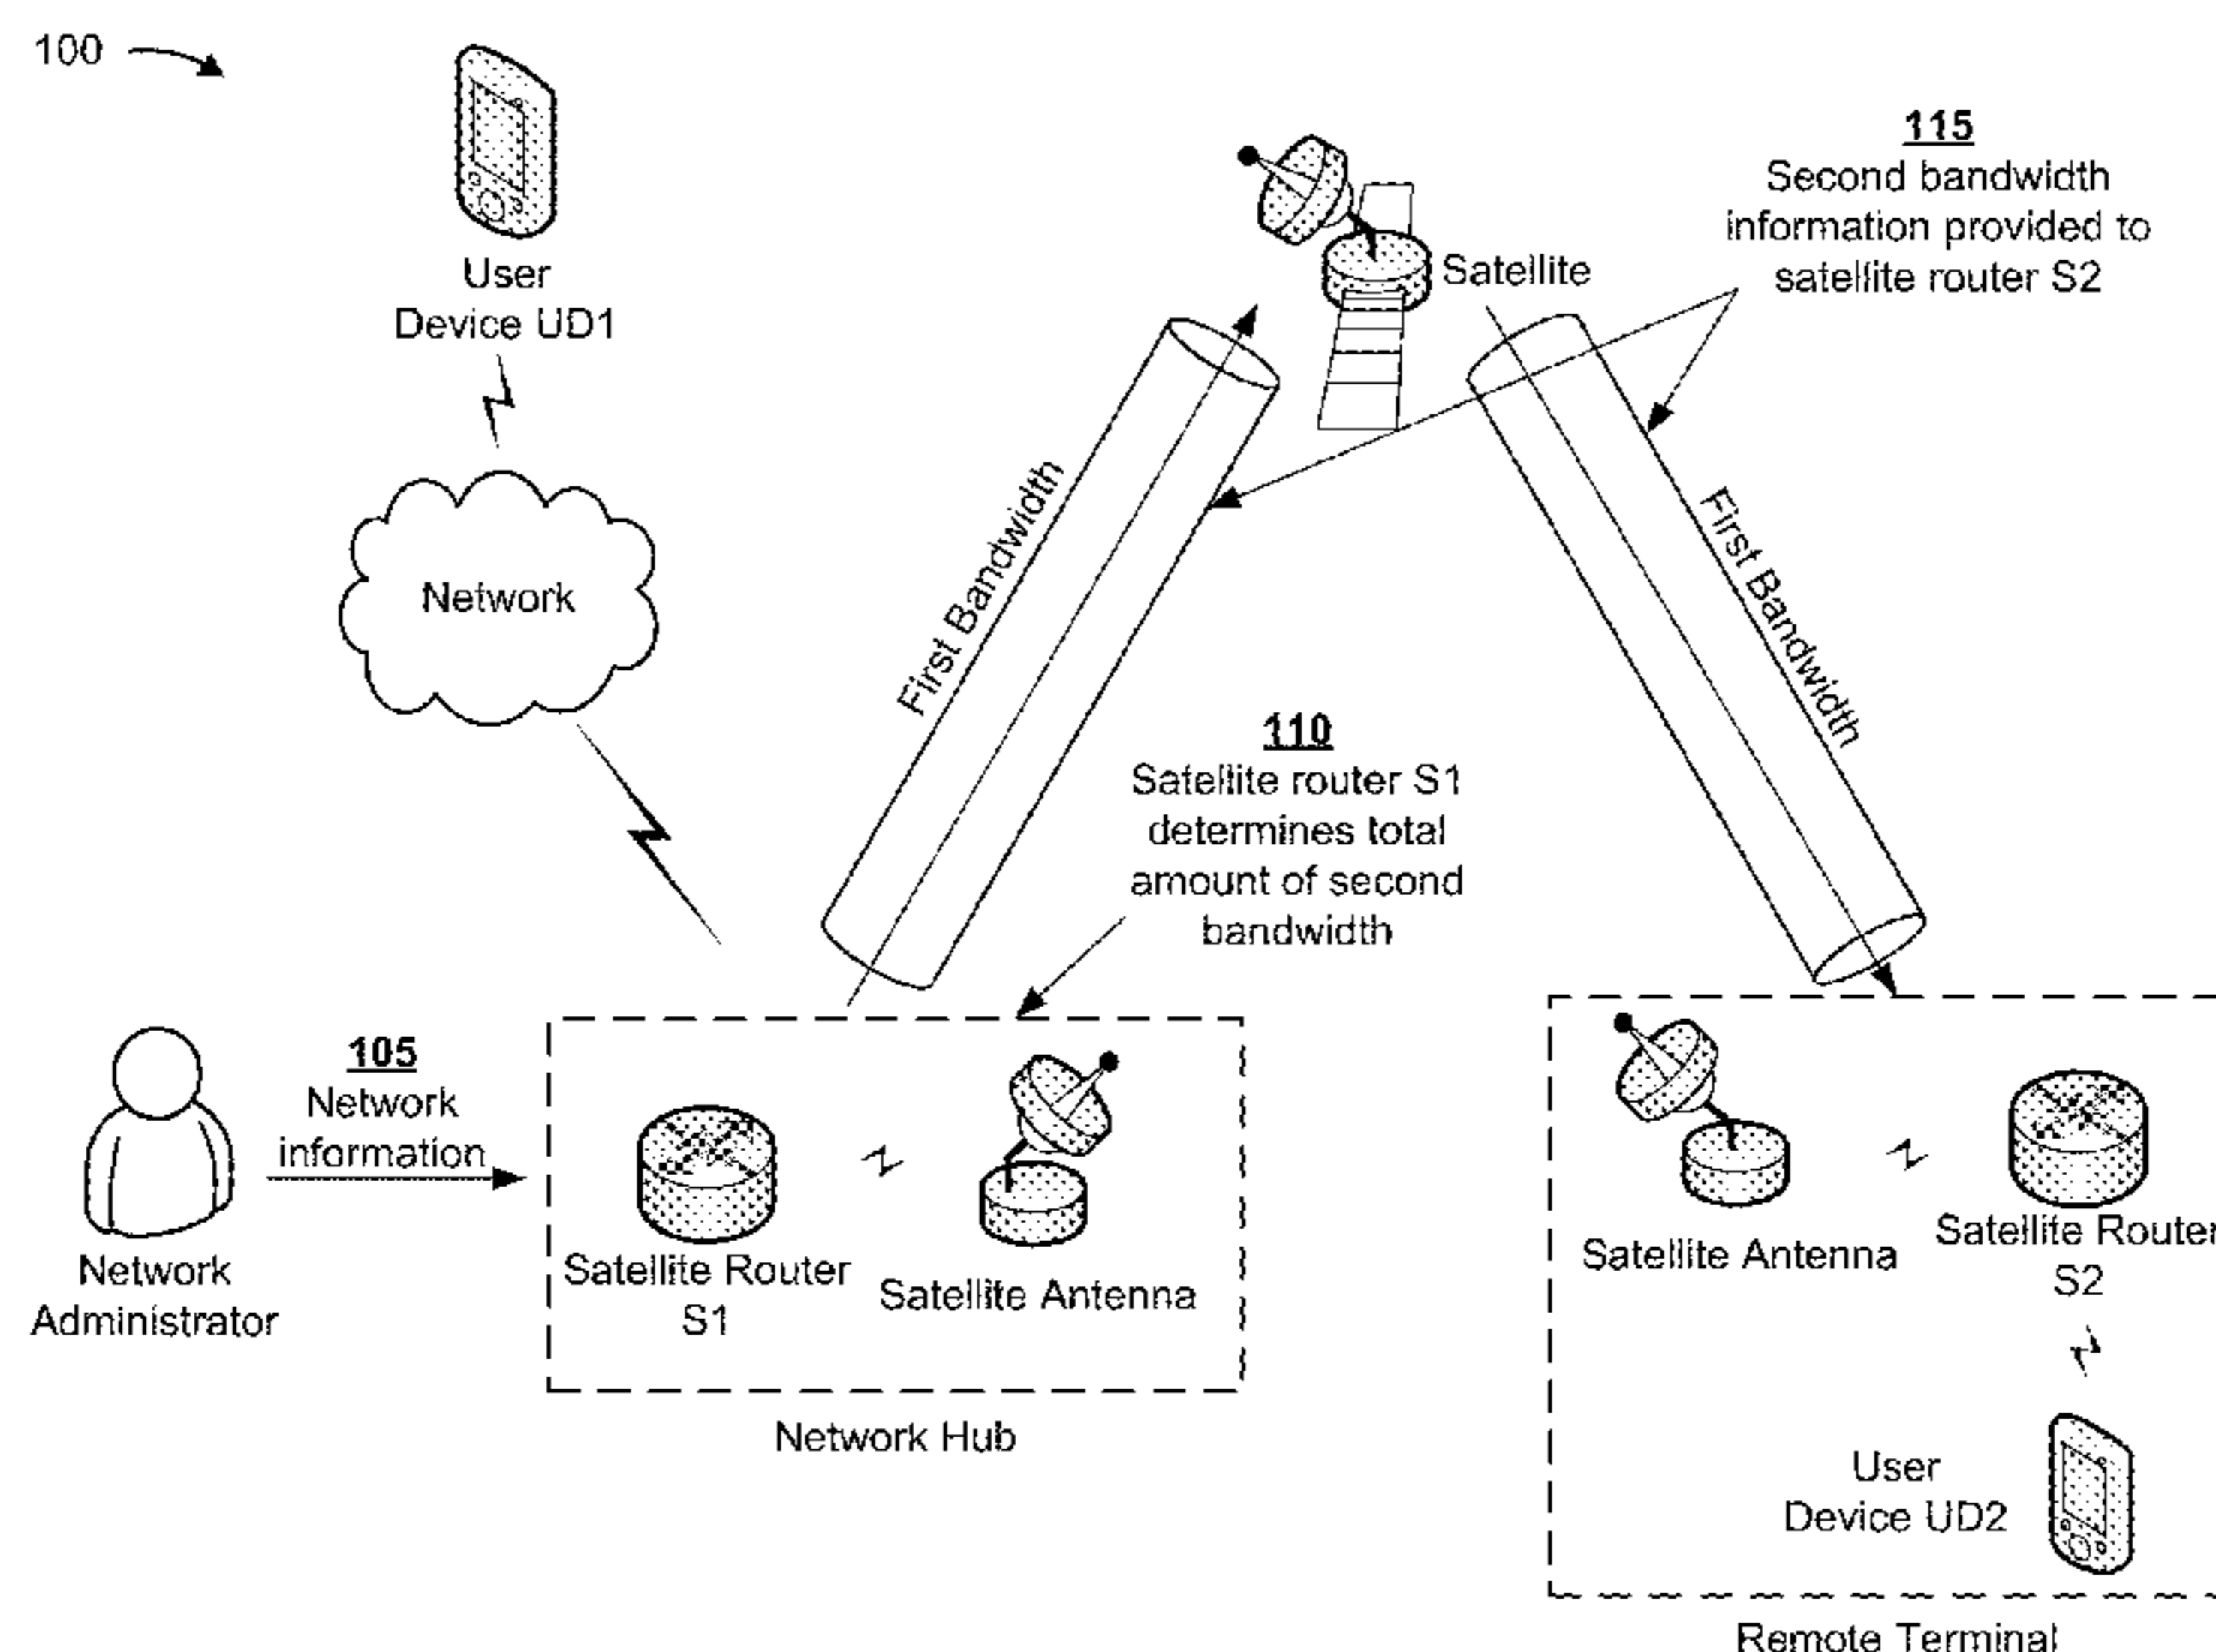 100
User
Device UD1
115
Second bandwidth
information provided to
satellite router S2
Satellite
Network
First Bandwidth
First Bandwidth
110
Satellite router S1
determines total
amount of second
bandwidth
105
Network
information
Network
Administrator
Satellite Router
S1
Satellite Antenna
Network Hub
Satellite Antenna
Satellite Router
S2
User
Device UD2
Remote Terminal